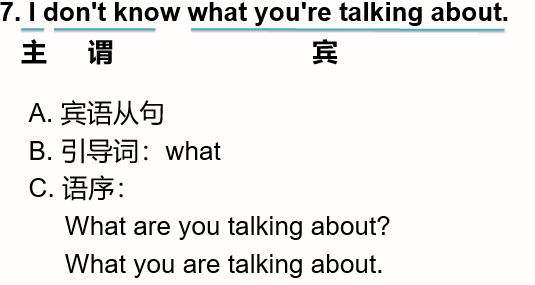 7. I don't know what you're talking about.
主 谓 宾
A. 宾语从句
B. 引导词：what
C. 语序：
What are you talking about?
What you are talking about.